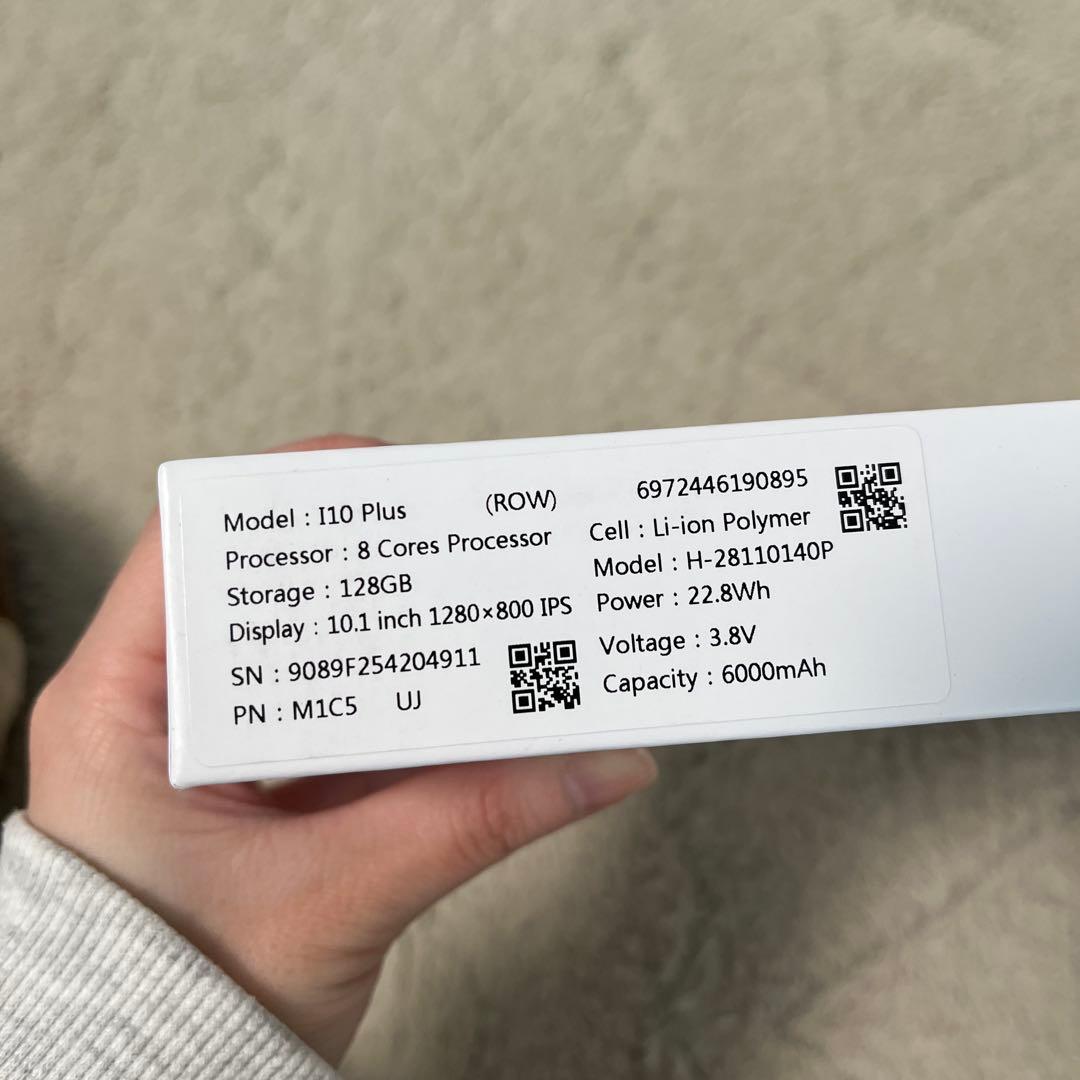 Model : I10 Plus (ROW)
Processor : 8 Cores Processor
Storage : 128GB
Display : 10.1 inch 1280×800 IPS
SN : 9089F254204911
PN : M1C5 UJ
6972446190895
Cell : Li-ion Polymer
Model : H-28110140P
Power : 22.8Wh
Voltage : 3.8V
Capacity : 6000mAh